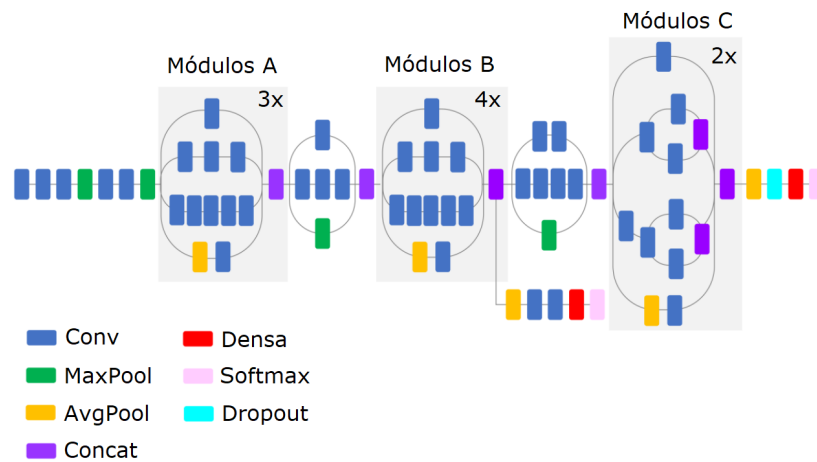 Módulos C
2x
Módulos A
3x
Módulos B
4x
Conv
MaxPool
AvgPool
Concat
Densa
Softmax
Dropout